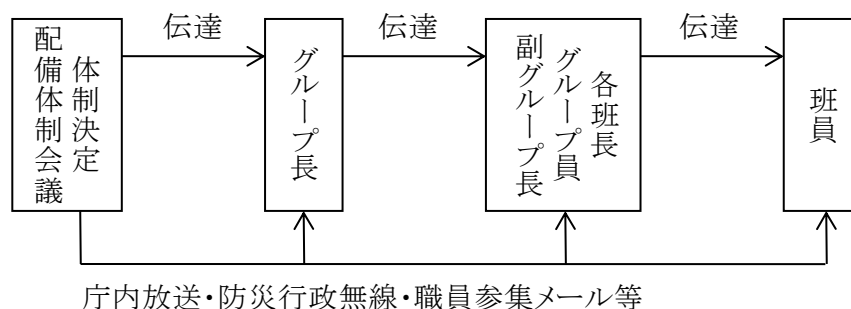 伝達
伝達
伝達
体制決定
配備体制会議
グループ長
各班長
グループ員
副グループ長
班員
庁内放送・防災行政無線・職員参集メール等